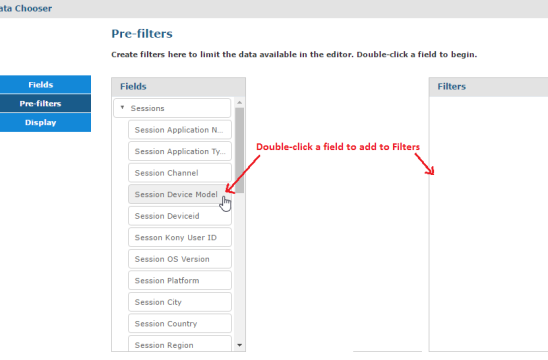 ata Chooser
Pre-filters
Create filters here to limit the data available in the editor. Double-click a field to begin.
Fields
Pre-filters
Display
Fields
Sessions
Session Application N...
Session Application Ty...
Session Channel
Session Device Model
Session Deviceid
Sesson Kony User ID
Session OS Version
Session Platform
Session City
Session Country
Session Region
Double-click a field to add to Filters
Filters